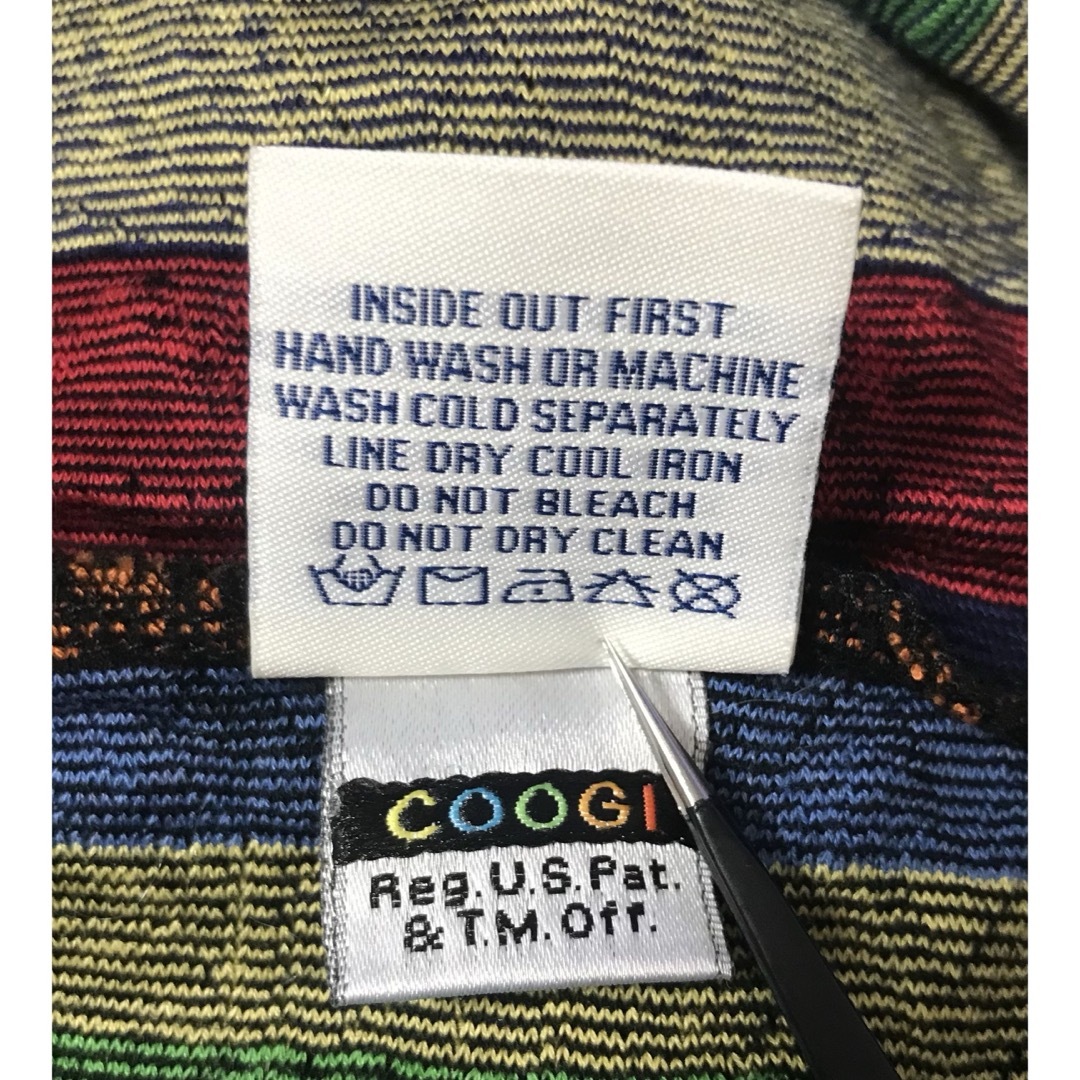 INSIDE OUT FIRST
HAND WASH OR MACHINE
WASH COLD SEPARATELY
LINE DRY COOL IRON
DO NOT BLEACH
DO NOT DRY CLEAN
COOGI
Reg. U.S. Pat.
& T.M. Off.